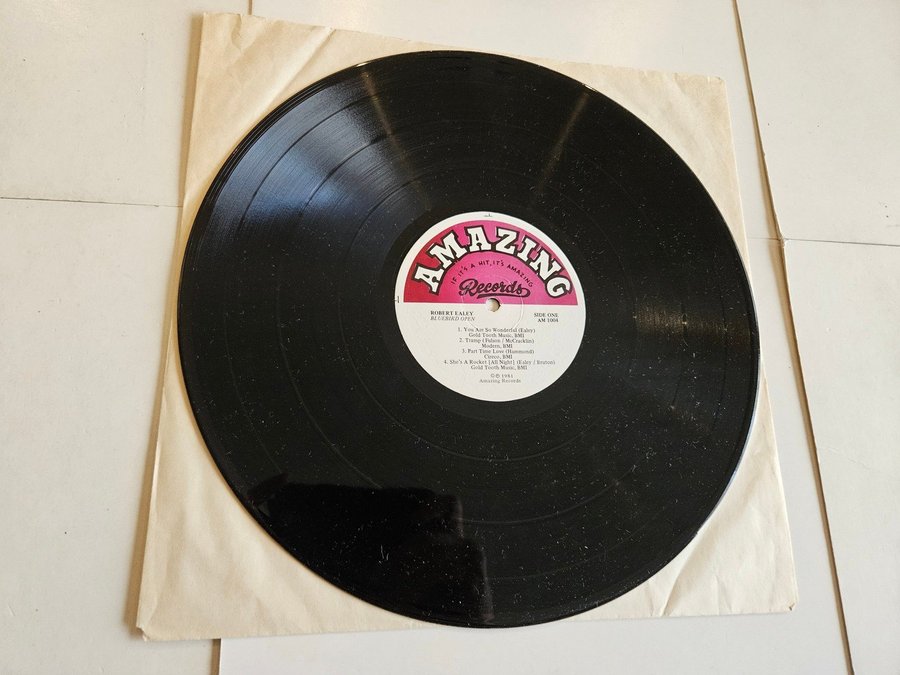 AMAZING
IF IT'S A HIT, IT'S AMAZING
Records
ROBERT EALEY
BLUEBIRD OPEN
SIDE ONE
AM 1004
1. You Are So Wonderful (Ealey)
Gold Tooth Music, BMI
2. Tramp (Fulson / McCracklin)
Modern, BMI
3. Part Time Love (Hammond)
Cireco, BMI
4. She's A Rocket [All Night] (Ealey / Bruton)
Gold Tooth Music, BMI
©℗ 1981
Amazing Records